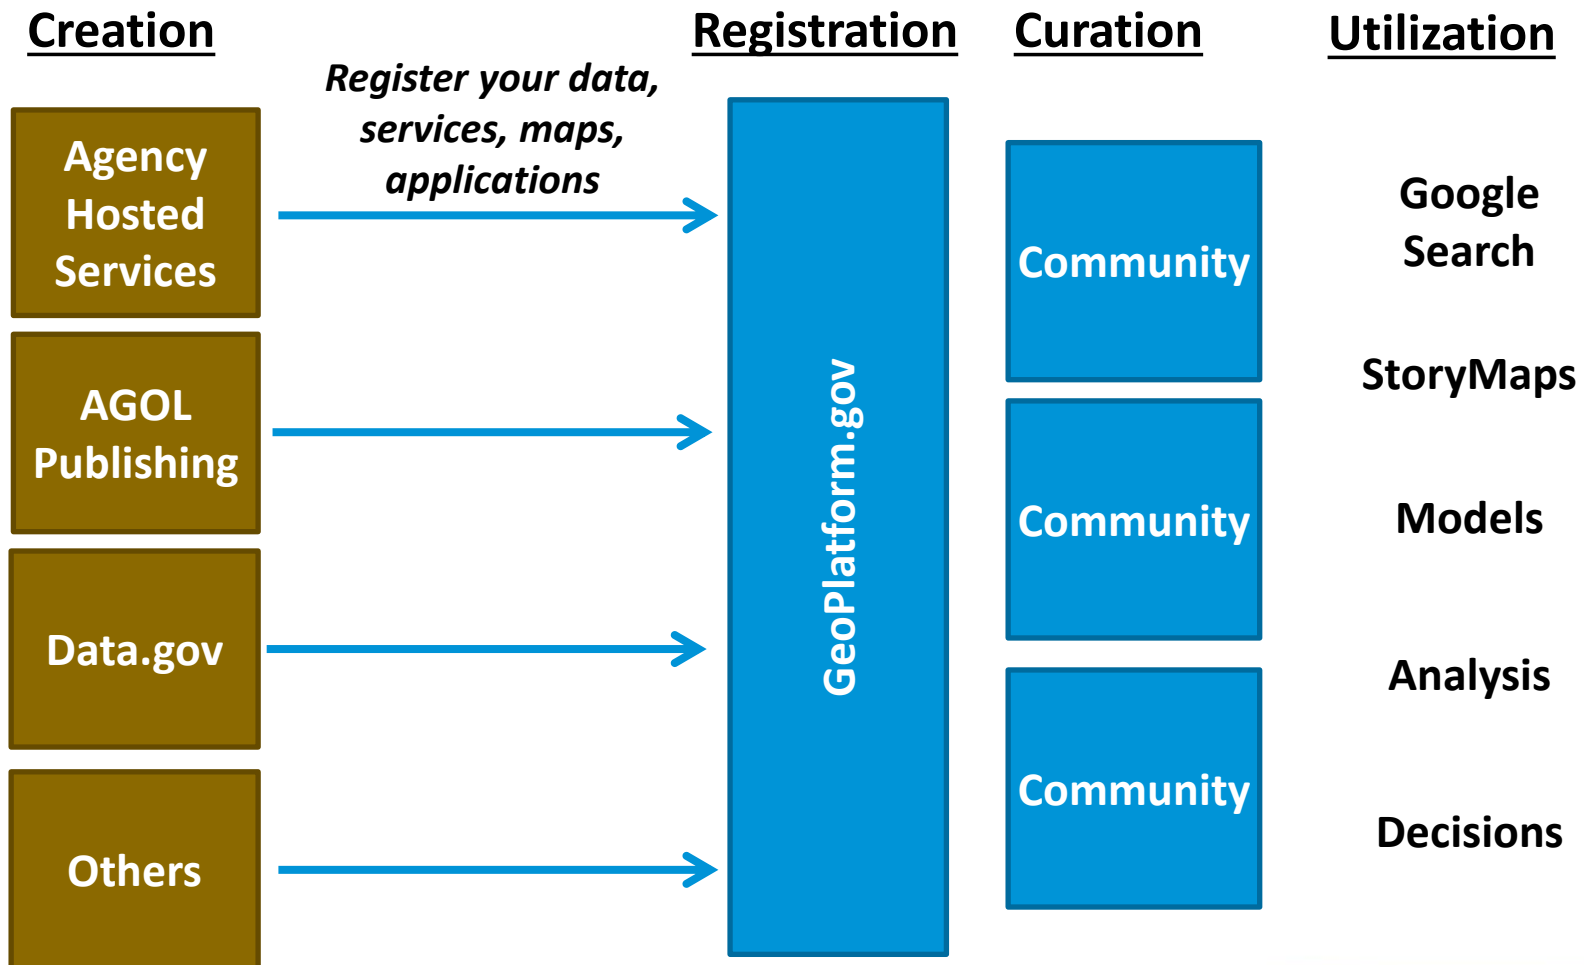 Creation
Registration
Curation
Utilization
Register your data,
services, maps,
applications
Agency
Hosted
Services
AGOL
Publishing
Data.gov
Others
GeoPlatform.gov
Community
Community
Community
Google
Search
StoryMaps
Models
Analysis
Decisions